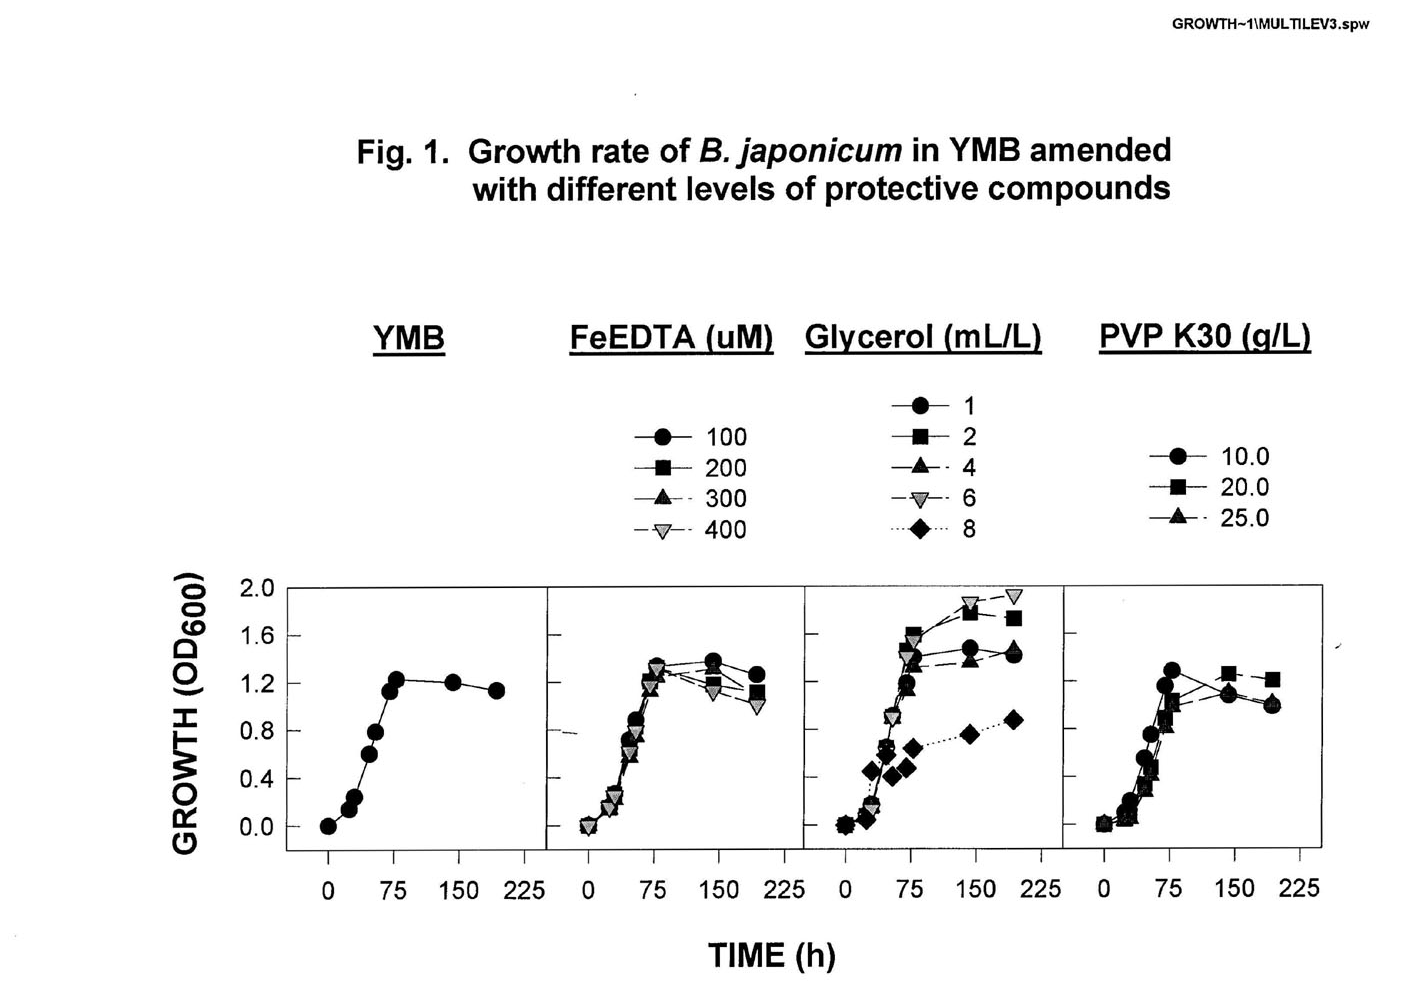 GROWTH~1\MULTILEV3.spw
Fig. 1. Growth rate of B. japonicum in YMB amended
with different levels of protective compounds
YMB
FeEDTA (uM)
100
200
300
400
Glycerol (mL/L)
1
2
4
6
8
PVP K30 (g/L)
10.0
20.0
25.0
GROWTH (OD600)
2.0
1.6
1.2
0.8
0.4
0.0
0 75 150 225 0 75 150 225 0 75 150 225 0 75 150 225
TIME (h)